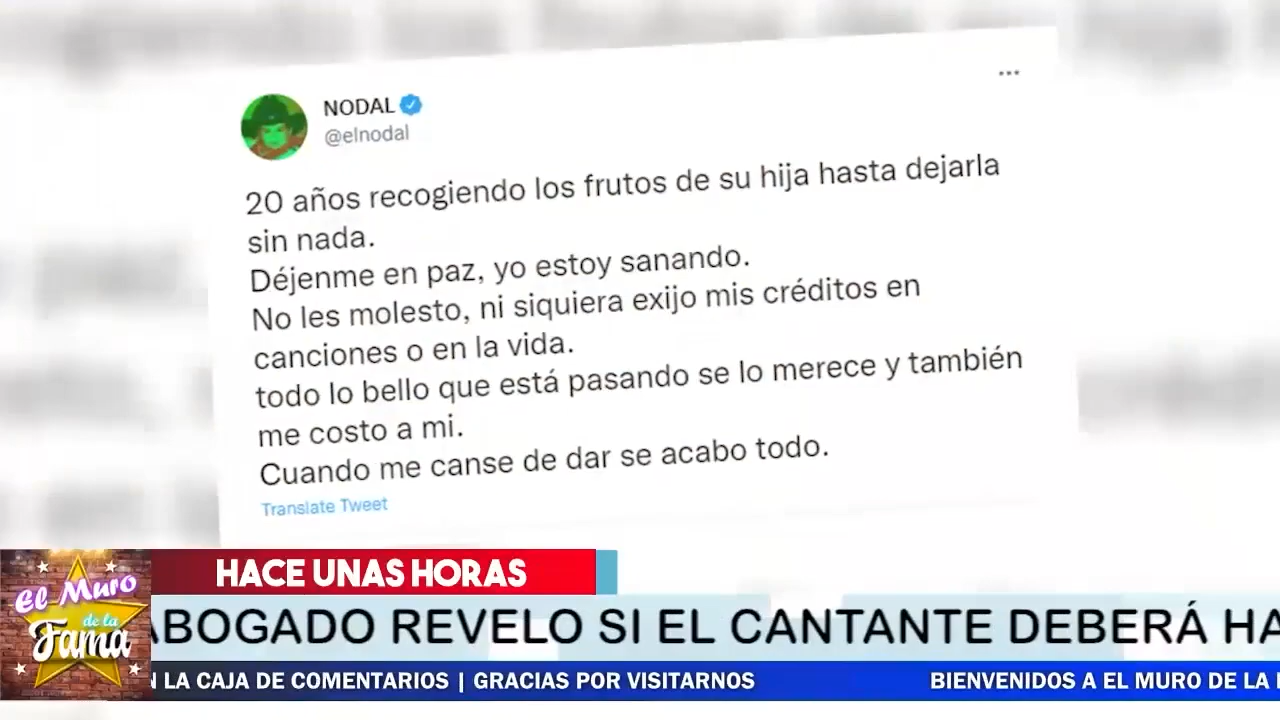 NODAL
@elnodal
20 años recogiendo los frutos de su hija hasta dejarla
sin nada.
Déjenme en paz, yo estoy sanando.
No les molesto, ni siquiera exijo mis créditos en
canciones o en la vida.
todo lo bello que está pasando se lo merece y también
me costo a mi.
Cuando me canse de dar se acabo todo.
Translate Tweet
HACE UNAS HORAS
El Muro
de la
Fama
ABOGADO REVELO SI EL CANTANTE DEBERÁ HA
N LA CAJA DE COMENTARIOS | GRACIAS POR VISITARNOS
BIENVENIDOS A EL MURO DE LA